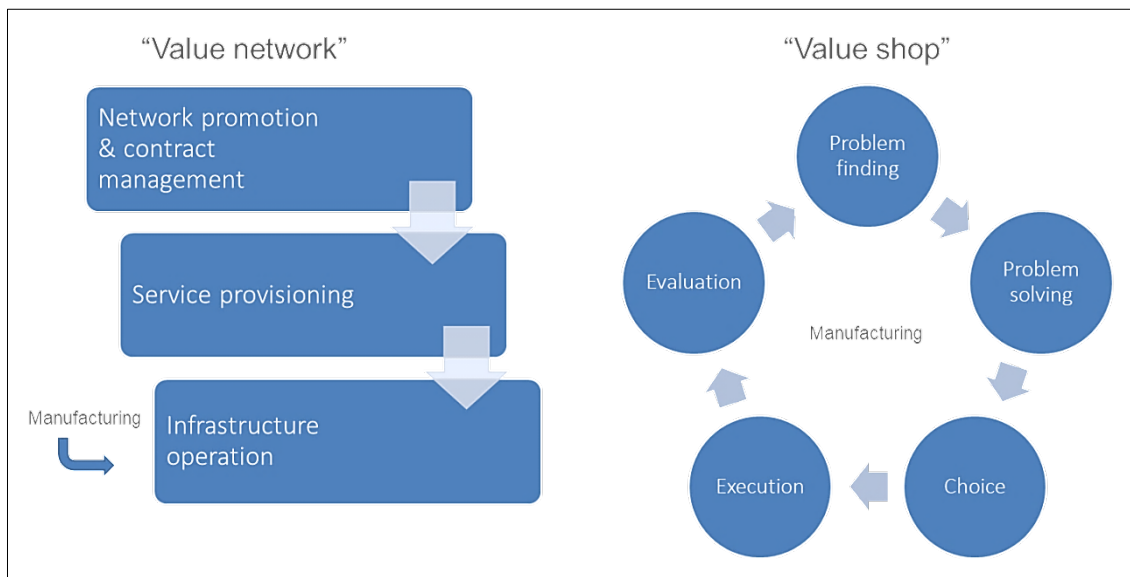 “Value network”
Network promotion
& contract
management
Service provisioning
Manufacturing
Infrastructure
operation
“Value shop”
Problem
finding
Problem
solving
Choice
Execution
Evaluation
Manufacturing